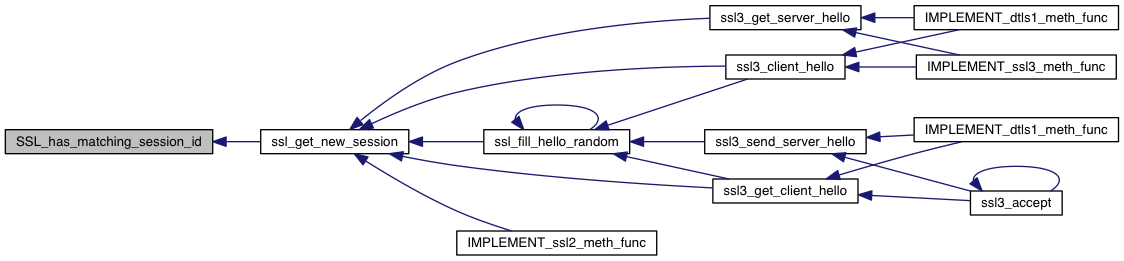 ssl3_get_server_hello
IMPLEMENT_dtls1_meth_func
ssl3_client_hello
IMPLEMENT_ssl3_meth_func
SSL_has_matching_session_id
ssl_get_new_session
ssl_fill_hello_random
ssl3_send_server_hello
IMPLEMENT_dtls1_meth_func
ssl3_get_client_hello
ssl3_accept
IMPLEMENT_ssl2_meth_func